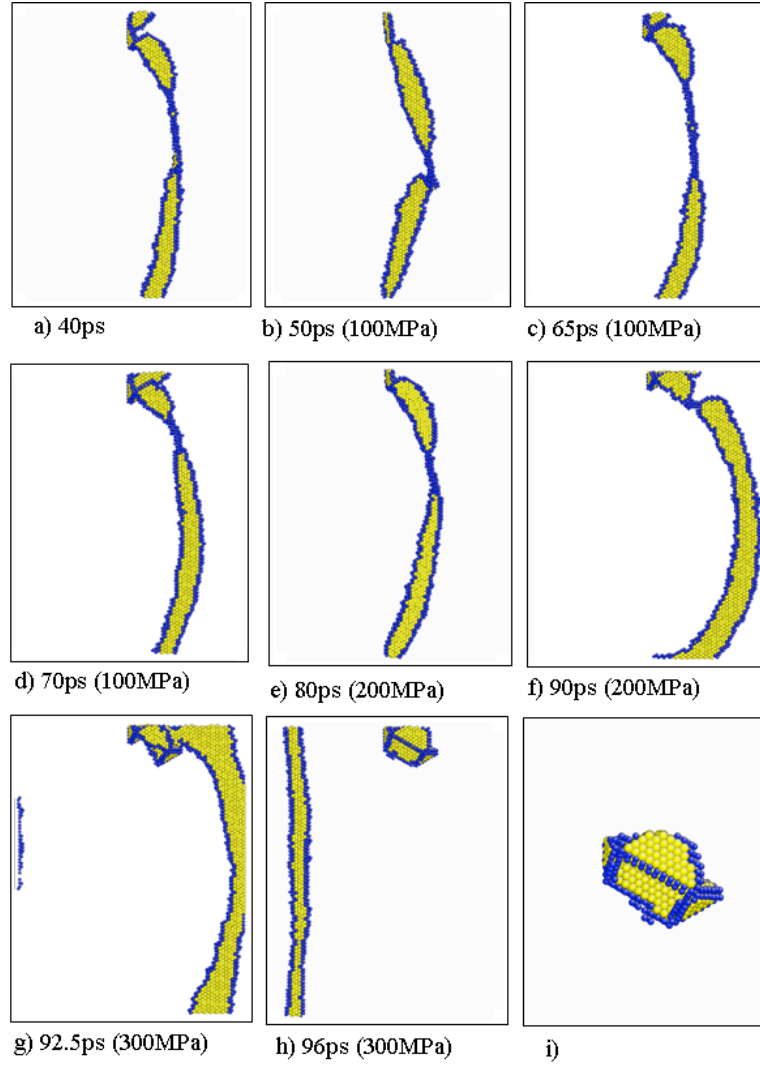 a) 40ps
b) 50ps (100MPa)
c) 65ps (100MPa)
d) 70ps (100MPa)
e) 80ps (200MPa)
f) 90ps (200MPa)
g) 92.5ps (300MPa)
h) 96ps (300MPa)
i)